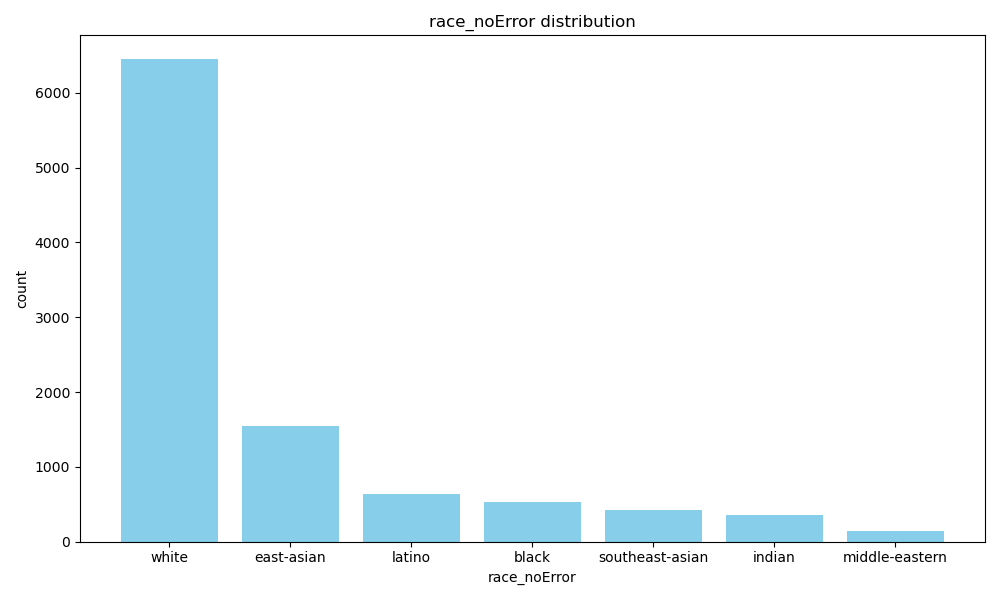 race_noError distribution
count
6000
5000
4000
3000
2000
1000
0
white east-asian latino black southeast-asian indian middle-eastern
race_noError